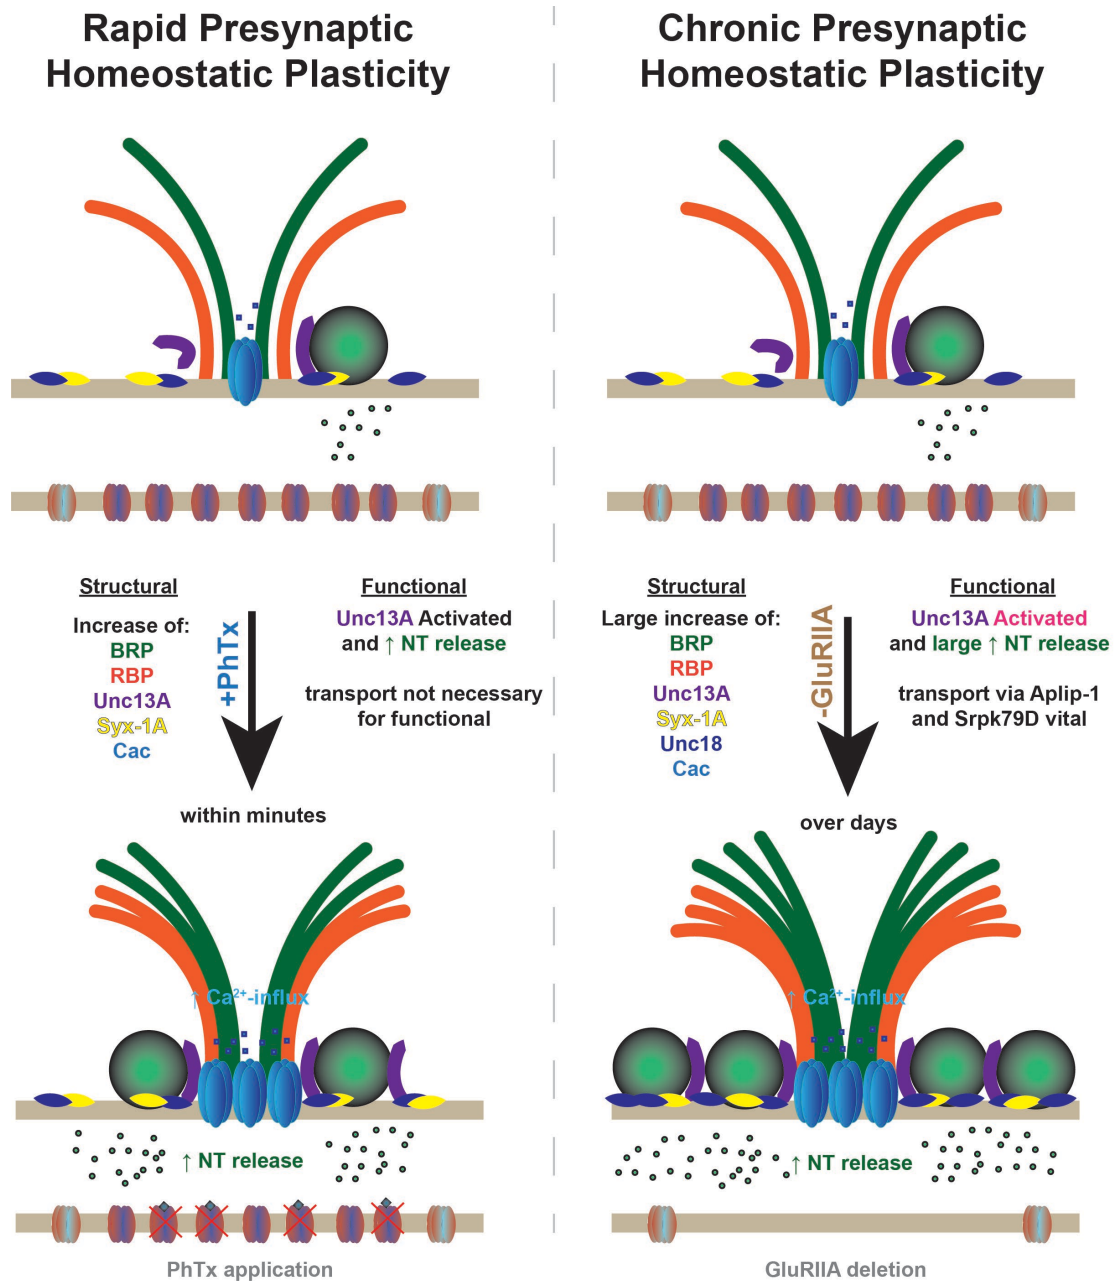 Rapid Presynaptic
Homeostatic Plasticity
Structural
Increase of:
BRP
RBP
Unc13A
Syx-1A
Cac
+PhTx
Functional
Unc13A Activated
and ↑ NT release
transport not necessary
for functional
within minutes
↑ Ca²⁺-influx
↑ NT release
PhTx application
Chronic Presynaptic
Homeostatic Plasticity
Structural
Large increase of:
BRP
RBP
Unc13A
Syx-1A
Unc18
Cac
-GluRIIA
Functional
Unc13A Activated
and large ↑ NT release
transport via Aplip-1
and Srpk79D vital
over days
↑ Ca²⁺-influx
↑ NT release
GluRIIA deletion